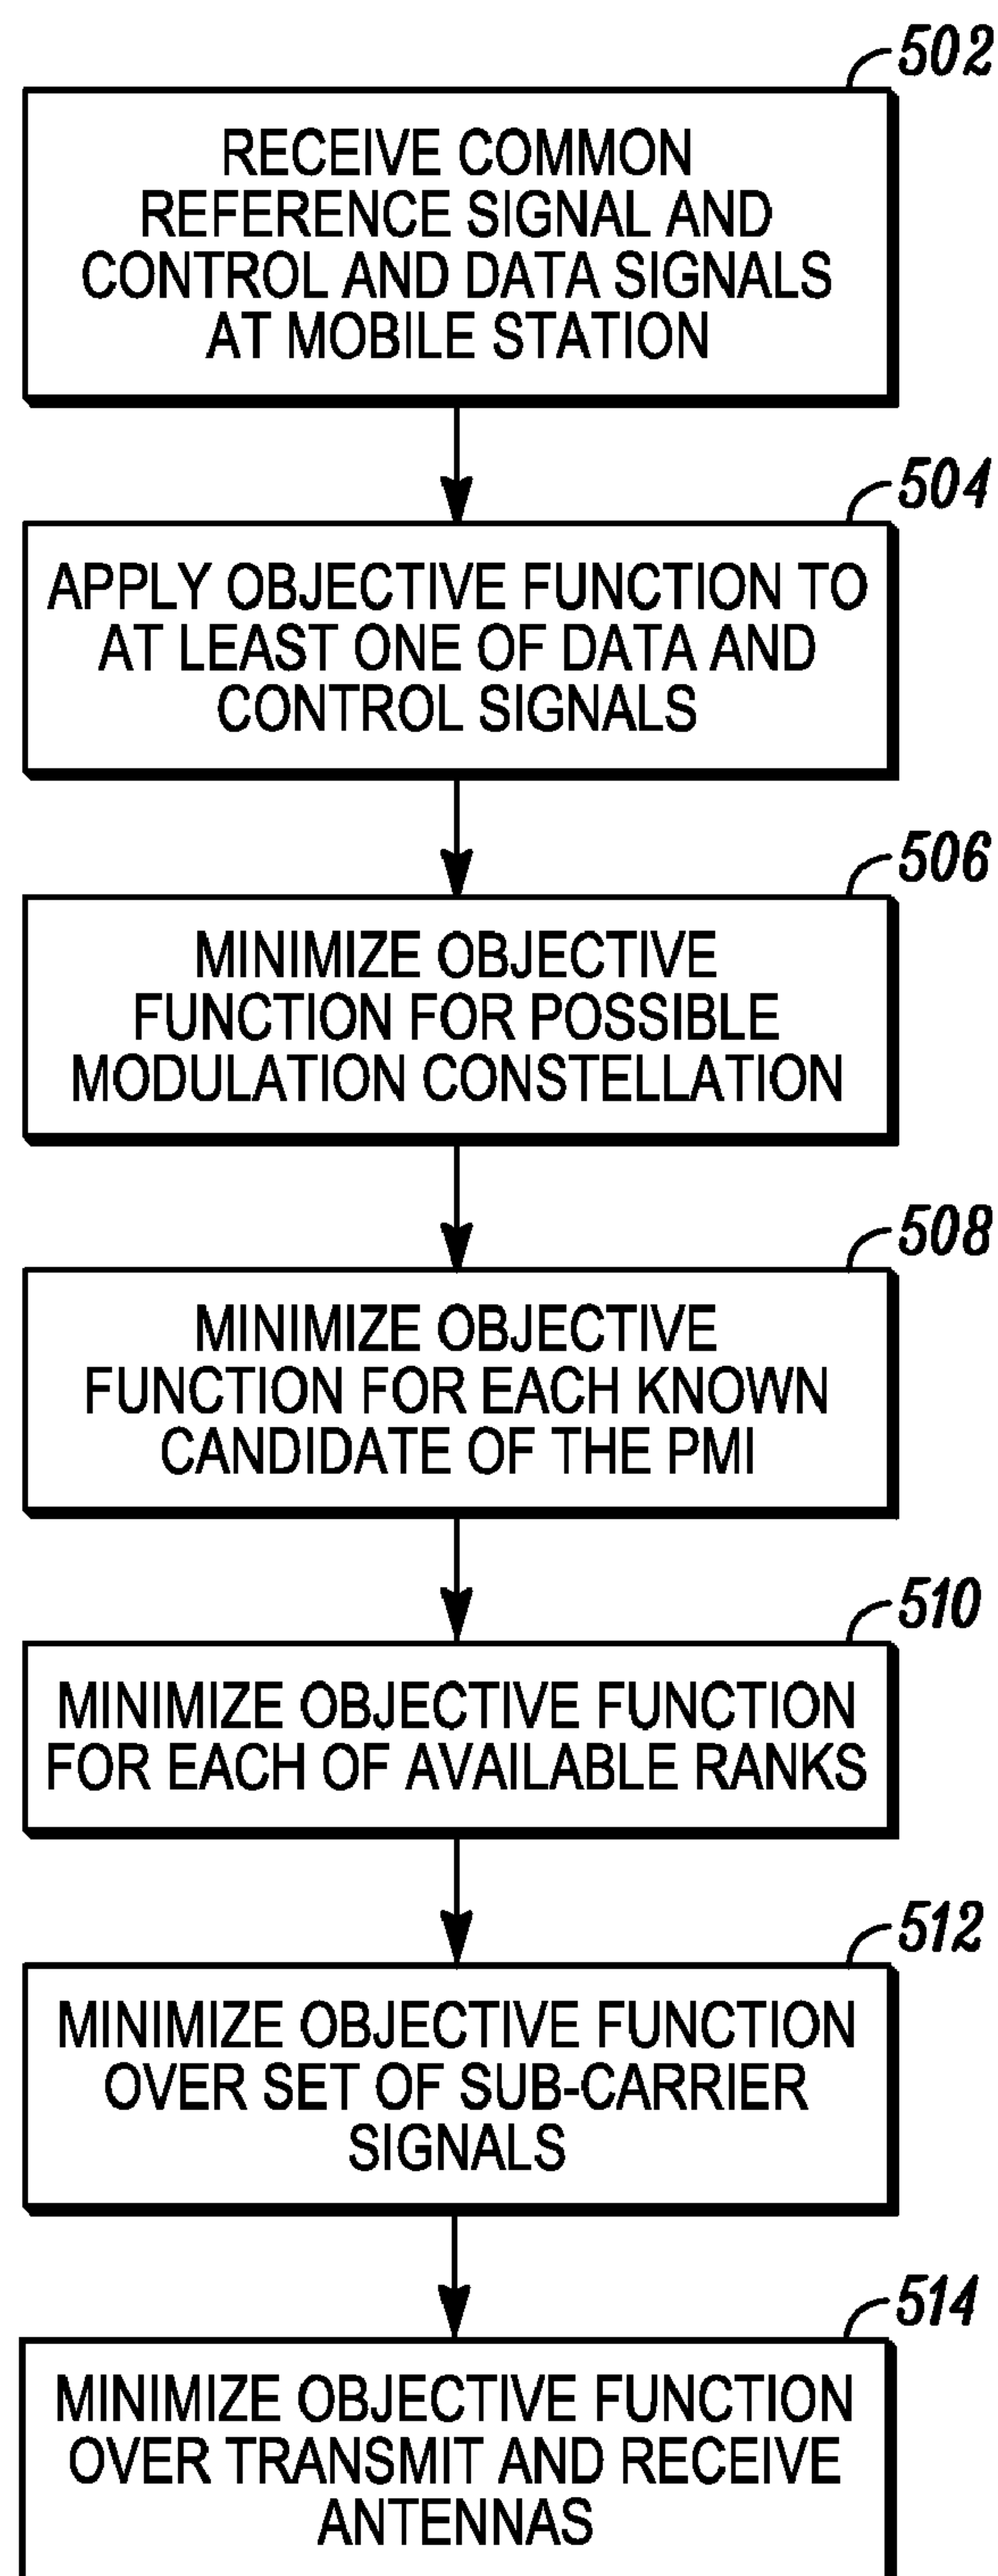 502
RECEIVE COMMON
REFERENCE SIGNAL AND
CONTROL AND DATA SIGNALS
AT MOBILE STATION
504
APPLY OBJECTIVE FUNCTION TO
AT LEAST ONE OF DATA AND
CONTROL SIGNALS
506
MINIMIZE OBJECTIVE
FUNCTION FOR POSSIBLE
MODULATION CONSTELLATION
508
MINIMIZE OBJECTIVE
FUNCTION FOR EACH KNOWN
CANDIDATE OF THE PMI
510
MINIMIZE OBJECTIVE FUNCTION
FOR EACH OF AVAILABLE RANKS
512
MINIMIZE OBJECTIVE FUNCTION
OVER SET OF SUB-CARRIER
SIGNALS
514
MINIMIZE OBJECTIVE FUNCTION
OVER TRANSMIT AND RECEIVE
ANTENNAS